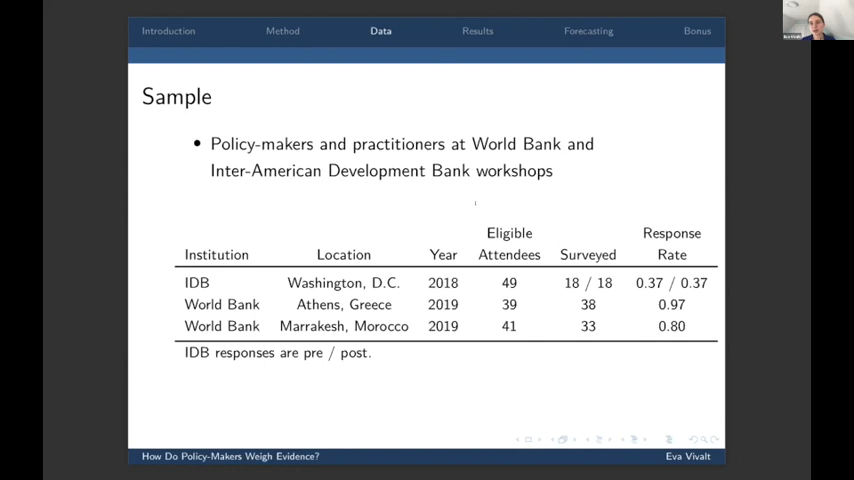 Introduction Method Data Results Forecasting Bonus
Eva Vivalt
Sample
• Policy-makers and practitioners at World Bank and
Inter-American Development Bank workshops
Eligible Response
Institution Location Year Attendees Surveyed Rate
IDB Washington, D.C. 2018 49 18 / 18 0.37 / 0.37
World Bank Athens, Greece 2019 39 38 0.97
World Bank Marrakesh, Morocco 2019 41 33 0.80
IDB responses are pre / post.
How Do Policy-Makers Weigh Evidence? Eva Vivalt